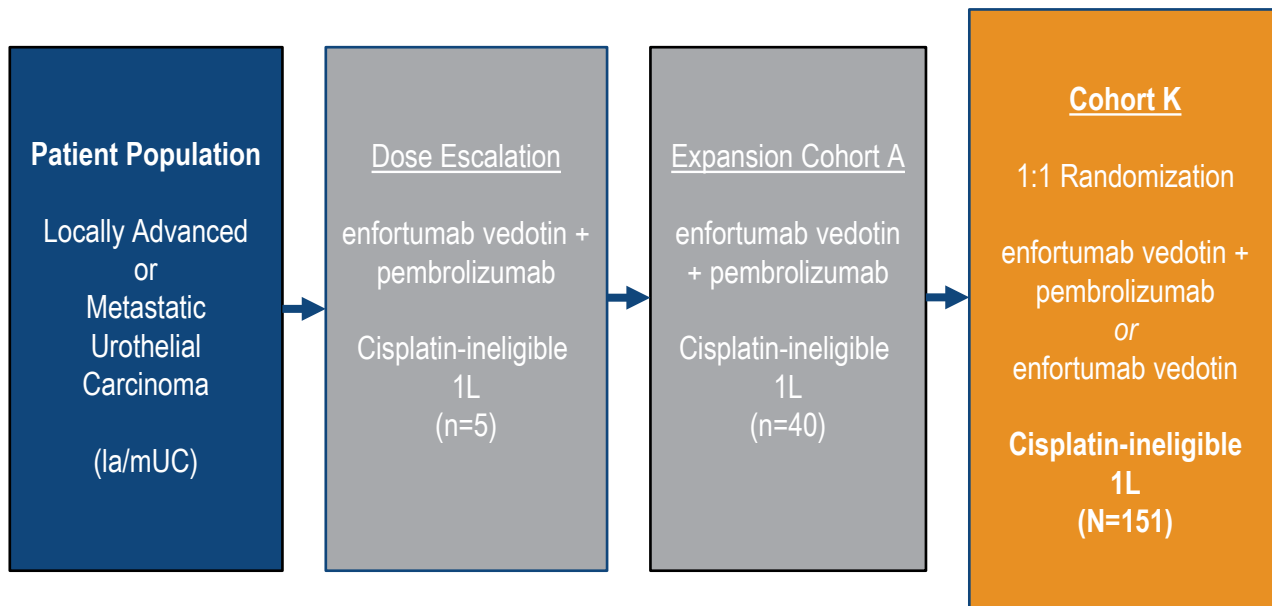 Patient Population
Locally Advanced
or
Metastatic
Urothelial
Carcinoma
(la/mUC)
Dose Escalation
enfortumab vedotin +
pembrolizumab
Cisplatin-ineligible
1L
(n=5)
Expansion Cohort A
enfortumab vedotin
+ pembrolizumab
Cisplatin-ineligible
1L
(n=40)
Cohort K
1:1 Randomization
enfortumab vedotin +
pembrolizumab
or
enfortumab vedotin
Cisplatin-ineligible
1L
(N=151)